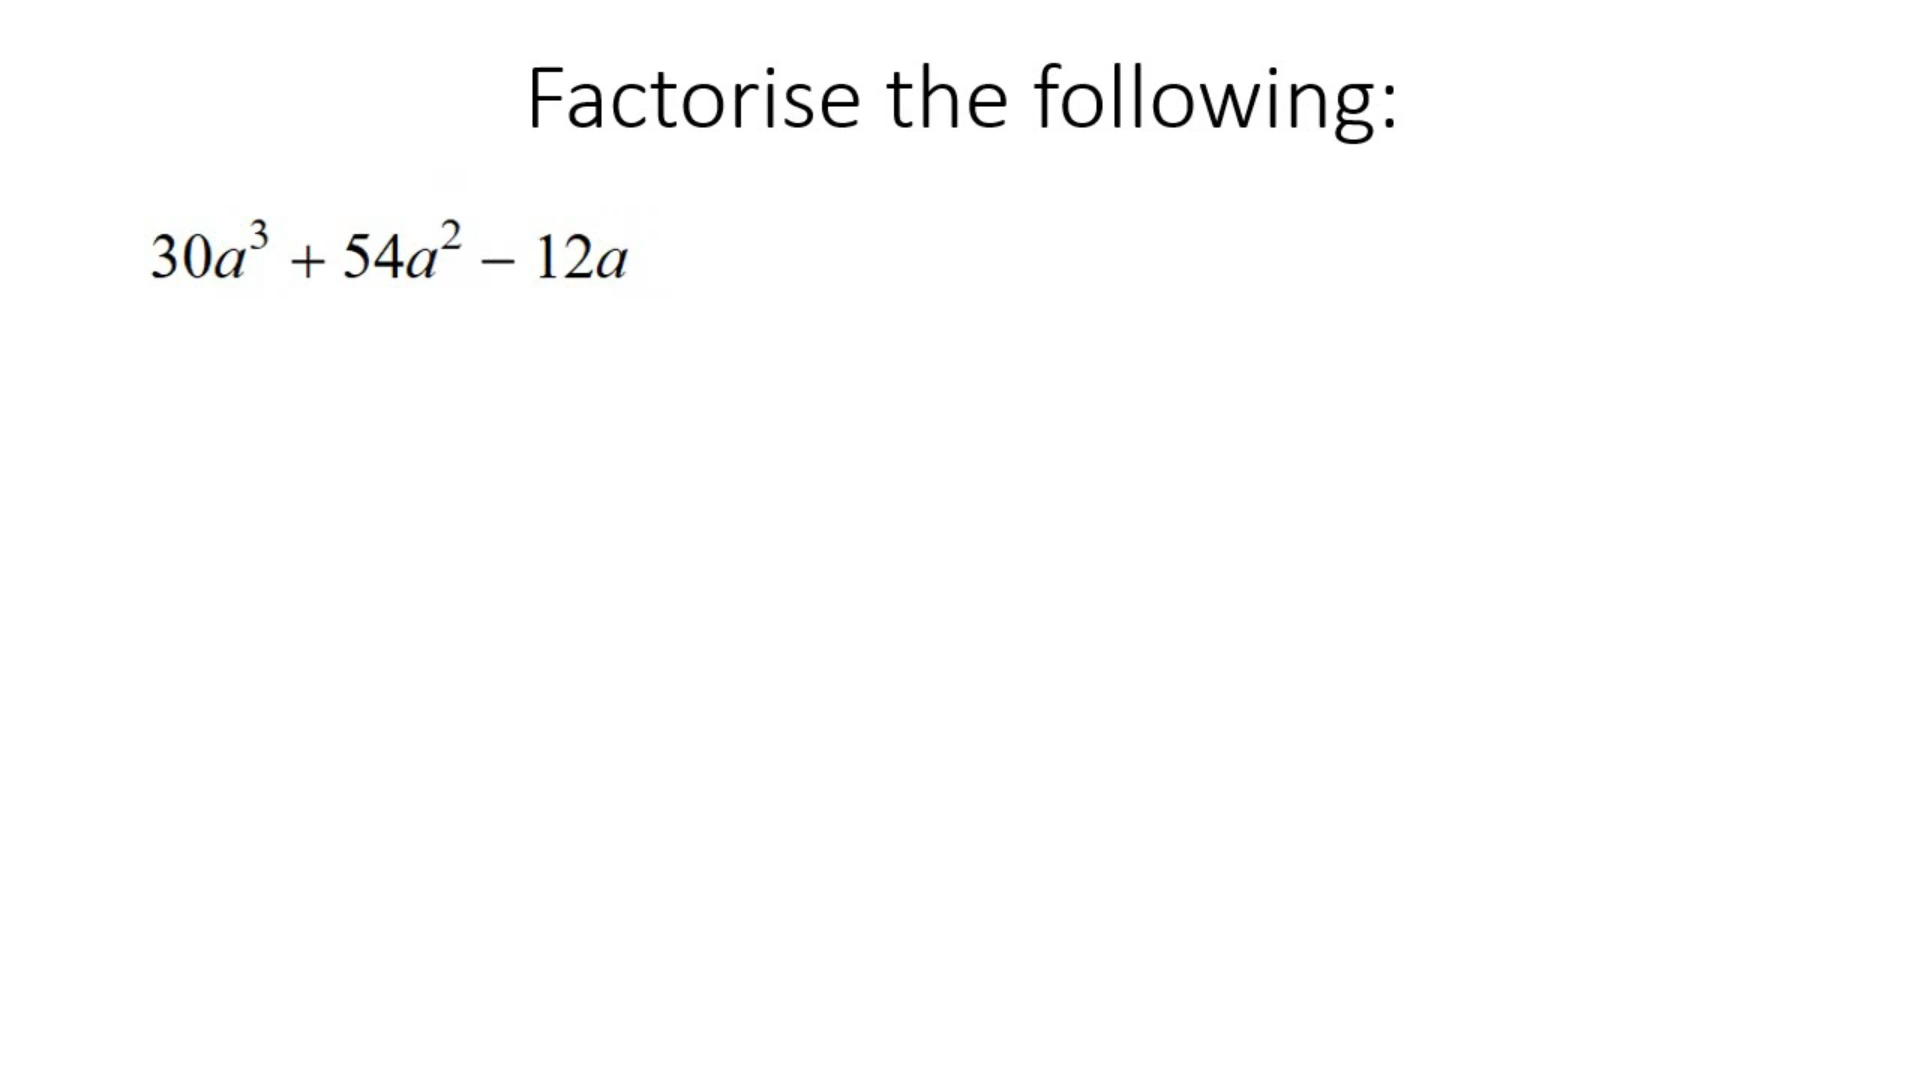 Factorise the following:
30a³ + 54a² − 12a